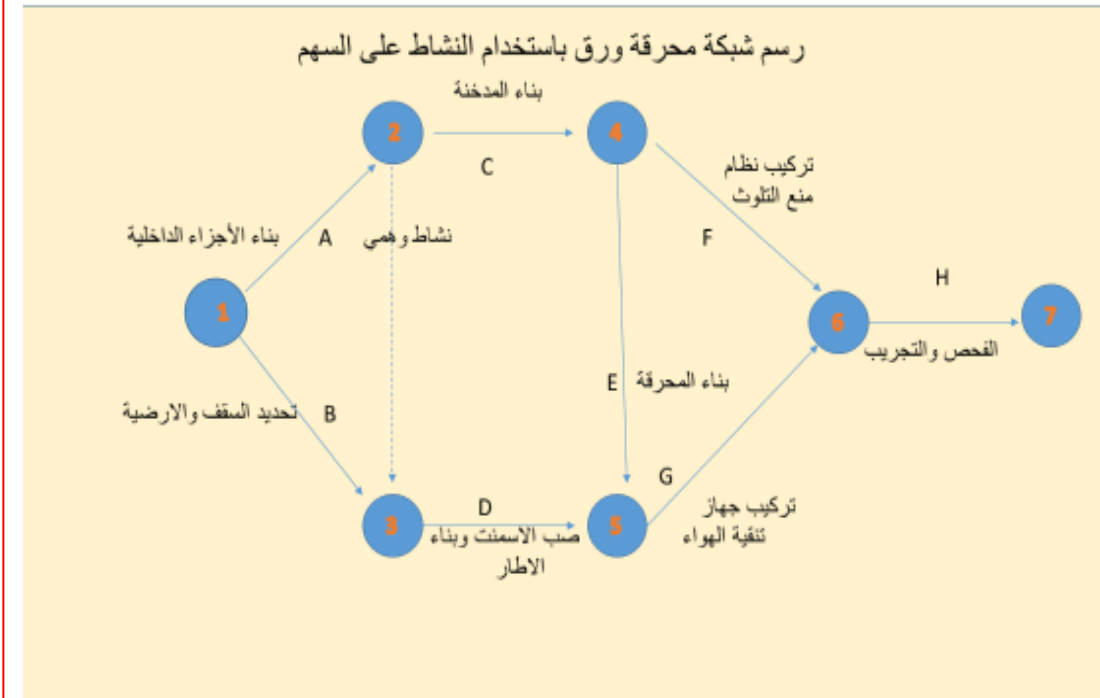 رسم شبكة محرقة ورق باستخدام النشاط على السهم
بناء المدخنة
2
4
C
تركيب نظام
منع التلوث
بناء الأجزاء الداخلية
A
نشاط وهمي
F
H
1
6
7
الفحص والتجريب
E
بناء المحرقة
تحديد السقف والارضية
B
G
3
D
5
تركيب جهاز
تنقية الهواء
صب الاسمنت وبناء
الاطار